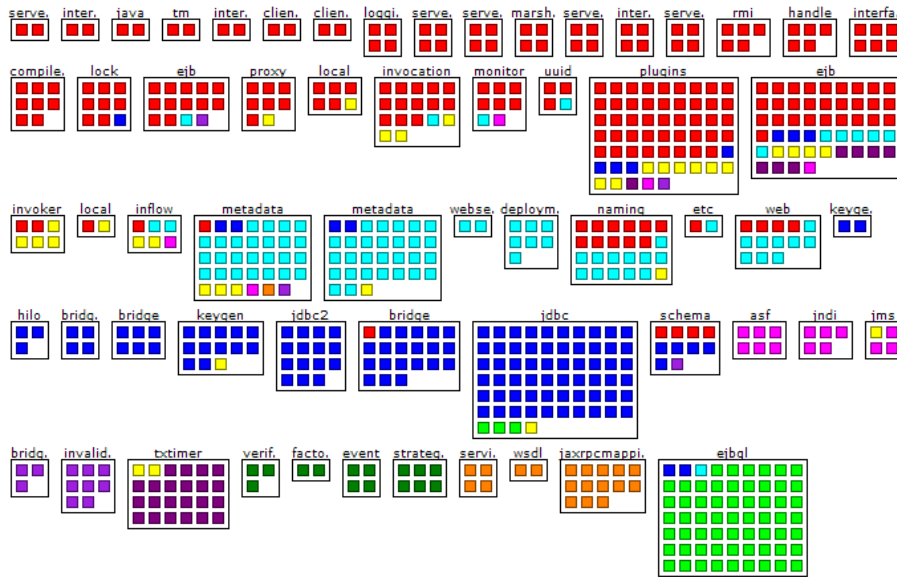 serve. inter. java tm inter. clien. clien. loggi. serve. serve. marsh. serve. inter. serve. rmi handle interfa.
compile. lock ejb proxy local invocation monitor uuid plugins ejb
invoker local inflow metadata metadata webse. deploym. naming etc web keyge.
hilo bridg. bridge keygen jdbc2 bridge jdbc schema asf jndi jms
bridg. invalid. txtimer verif. facto. event strateg. servi. wsdl jaxrpcmappi. ejbql